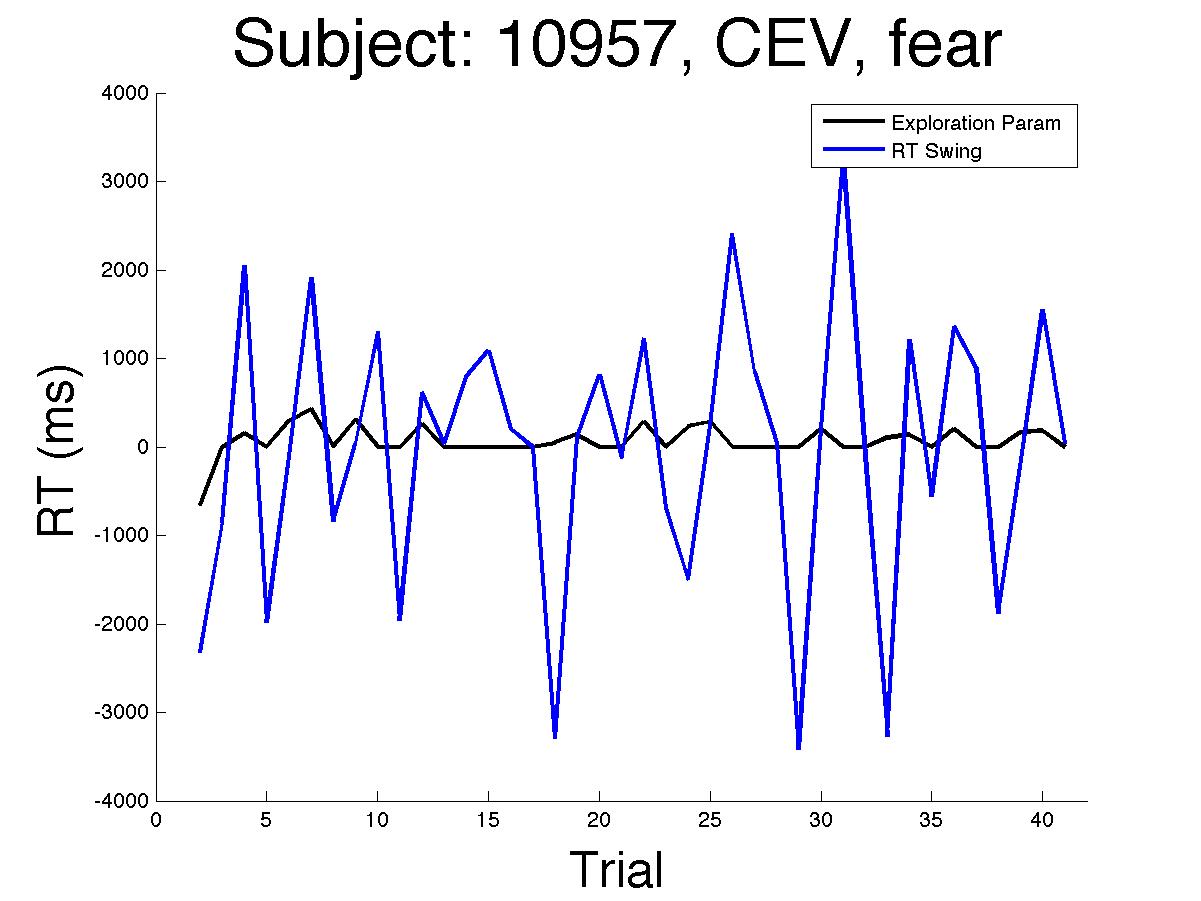 Subject: 10957, CEV, fear
4000
3000
2000
1000
0
-1000
-2000
-3000
-4000
RT (ms)
Exploration Param
RT Swing
0 5 10 15 20 25 30 35 40
Trial